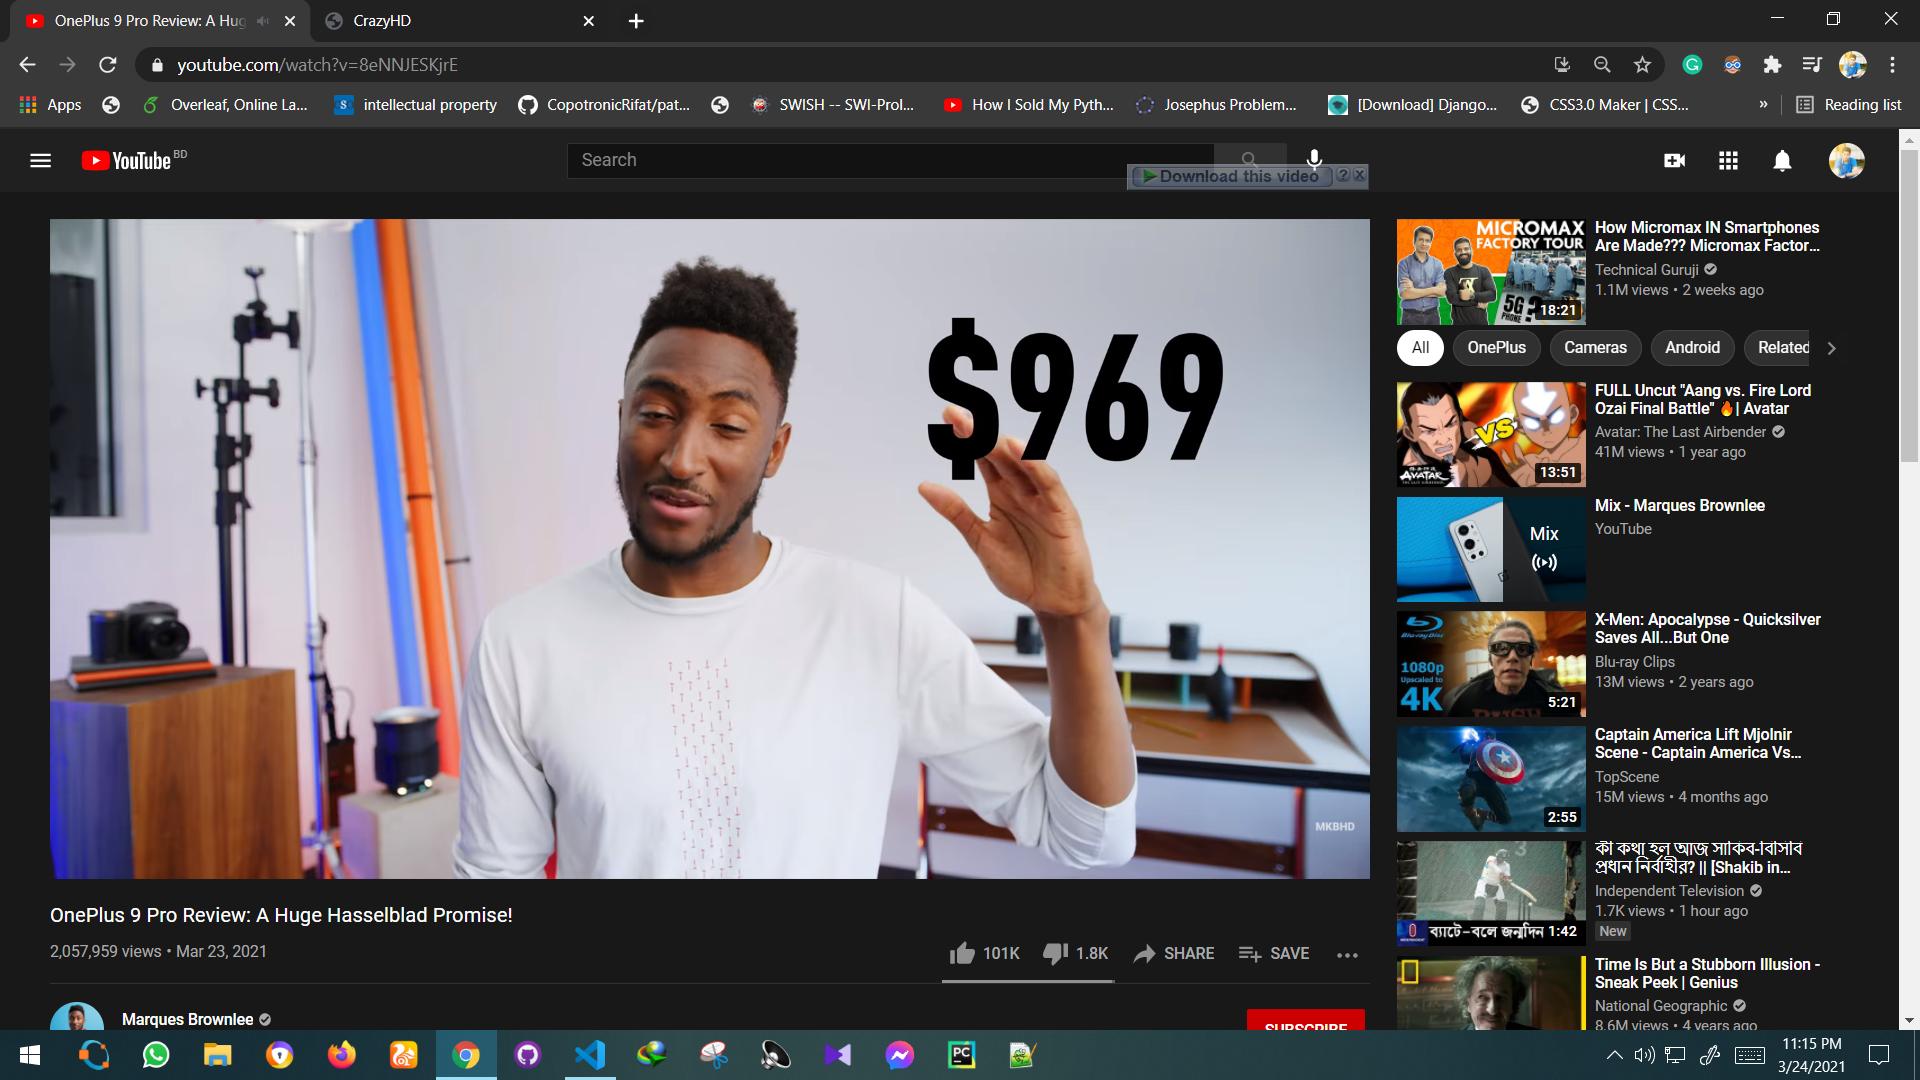 OnePlus 9 Pro Review: A Hug
CrazyHD
youtube.com/watch?v=8eNNJESKjrE
Apps
Overleaf, Online La...
intellectual property
CopotronicRifat/pat...
SWISH -- SWI-Prol...
How I Sold My Pyth...
Josephus Problem...
[Download] Django...
CSS3.0 Maker | CSS...
»
Reading list
YouTube BD
Search
Download this video
$969
MKBHD
OnePlus 9 Pro Review: A Huge Hasselblad Promise!
2,057,959 views • Mar 23, 2021
101K
1.8K
SHARE
SAVE
Marques Brownlee
SUBSCRIBE
MICROMAX
FACTORY TOUR
5G
PHONE ?
18:21
How Micromax IN Smartphones
Are Made??? Micromax Factor...
Technical Guruji
1.1M views • 2 weeks ago
All
OnePlus
Cameras
Android
Related
VS
AVATAR
13:51
FULL Uncut "Aang vs. Fire Lord
Ozai Final Battle" 🔥| Avatar
Avatar: The Last Airbender
41M views • 1 year ago
Mix
Mix - Marques Brownlee
YouTube
Blu-ray Disc
1080p
Upscaled to
4K
RUSH
5:21
X-Men: Apocalypse - Quicksilver
Saves All...But One
Blu-ray Clips
13M views • 2 years ago
2:55
Captain America Lift Mjolnir
Scene - Captain America Vs...
TopScene
15M views • 4 months ago
3
ব্যাটে-বলে জন্মদিন
1:42
কী কথা হল আজ সাকিব-বিসিবি
প্রধান নির্বাহীর? || [Shakib in...
Independent Television
1.7K views • 1 hour ago
New
Time Is But a Stubborn Illusion -
Sneak Peek | Genius
National Geographic
8.6M views • 4 years ago
PC
11:15 PM
3/24/2021